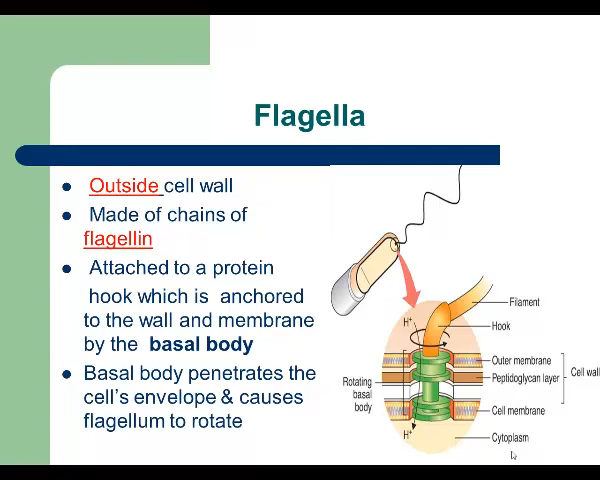 Flagella
Outside cell wall
Made of chains of
flagellin
Attached to a protein
hook which is anchored
to the wall and membrane
by the basal body
Basal body penetrates the
cell's envelope & causes
flagellum to rotate
Filament
H+
Hook
Outer membrane
Peptidoglycan layer
Cell wall
Rotating
basal
body
Cell membrane
H+
Cytoplasm